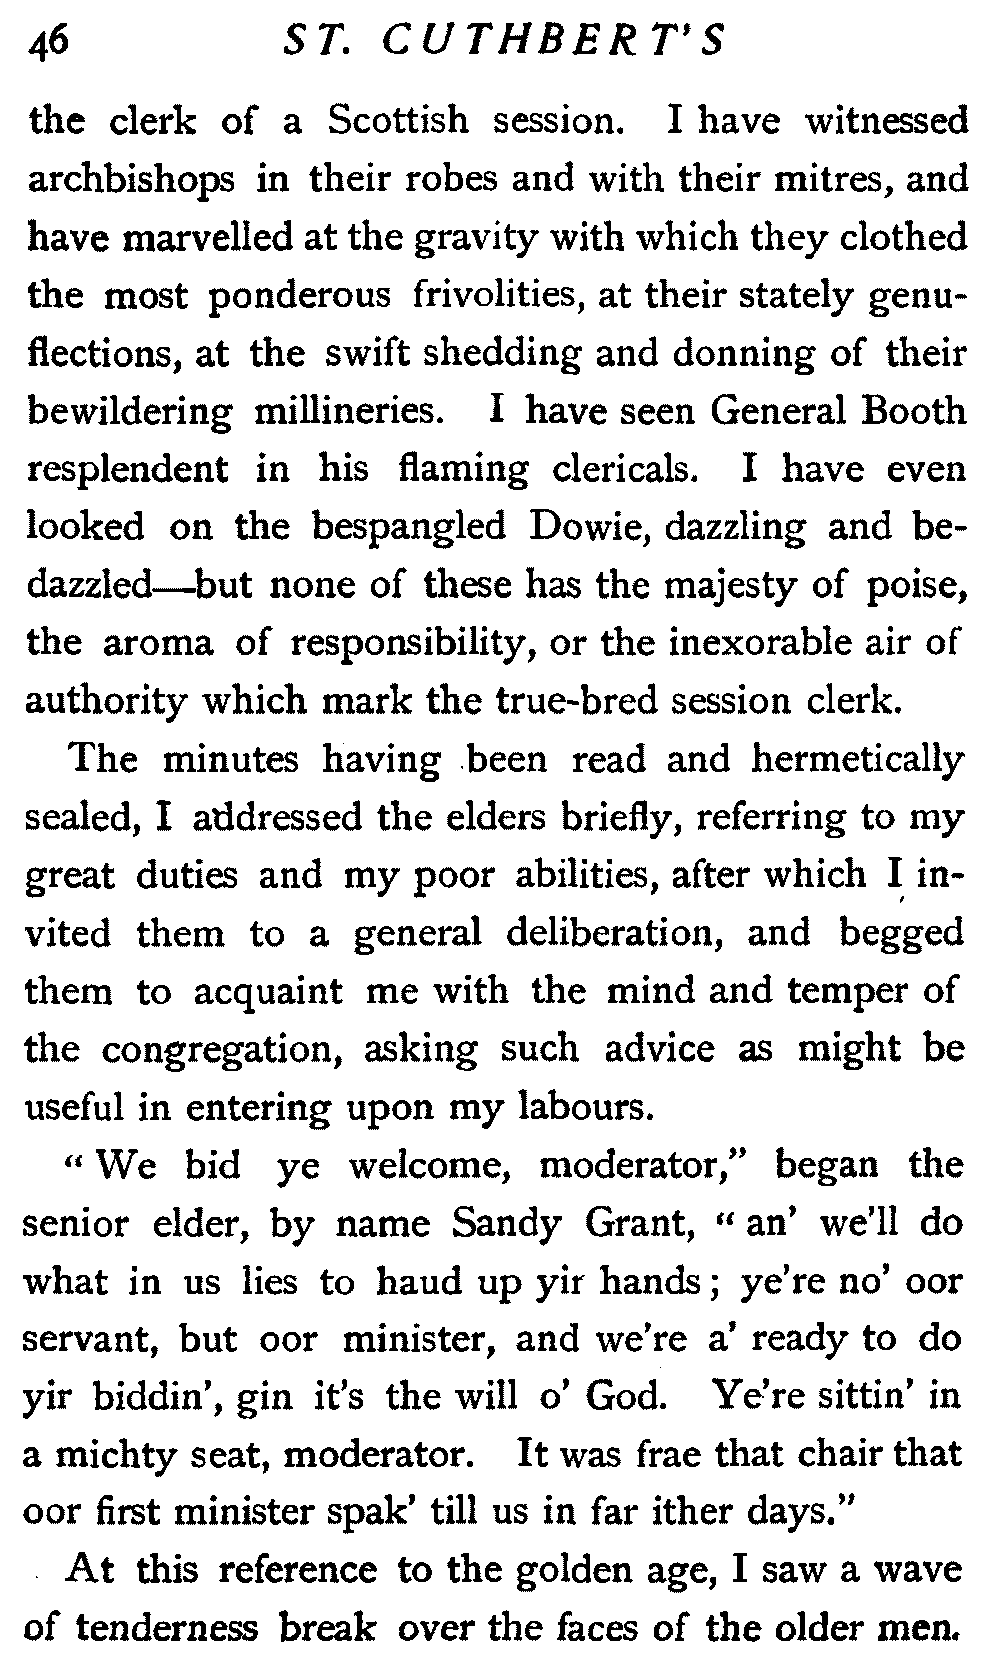 46 ST. CUTHBERT'S
the clerk of a Scottish session. I have witnessed
archbishops in their robes and with their mitres, and
have marvelled at the gravity with which they clothed
the most ponderous frivolities, at their stately genu-
flections, at the swift shedding and donning of their
bewildering millineries. I have seen General Booth
resplendent in his flaming clericals. I have even
looked on the bespangled Dowie, dazzling and be-
dazzled—but none of these has the majesty of poise,
the aroma of responsibility, or the inexorable air of
authority which mark the true-bred session clerk.
The minutes having been read and hermetically
sealed, I addressed the elders briefly, referring to my
great duties and my poor abilities, after which I in-
vited them to a general deliberation, and begged
them to acquaint me with the mind and temper of
the congregation, asking such advice as might be
useful in entering upon my labours.
“ We bid ye welcome, moderator,” began the
senior elder, by name Sandy Grant, “ an' we'll do
what in us lies to haud up yir hands ; ye're no' oor
servant, but oor minister, and we're a' ready to do
yir biddin', gin it's the will o' God. Ye're sittin' in
a michty seat, moderator. It was frae that chair that
oor first minister spak' till us in far ither days.”
At this reference to the golden age, I saw a wave
of tenderness break over the faces of the older men.